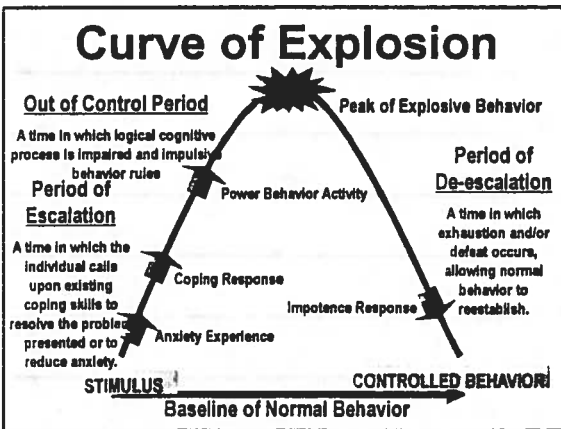 Curve of Explosion
Out of Control Period
A time in which logical cognitive
process is impaired and impulsive
behavior rules
Peak of Explosive Behavior
Power Behavior Activity
Period of
Escalation
A time in which the
individual calls
upon existing
coping skills to
resolve the problem
presented or to
reduce anxiety.
Coping Response
Anxiety Experience
Period of
De-escalation
A time in which
exhaustion and/or
defeat occurs,
allowing normal
behavior to
reestablish.
Impotence Response
STIMULUS
CONTROLLED BEHAVIOR
Baseline of Normal Behavior